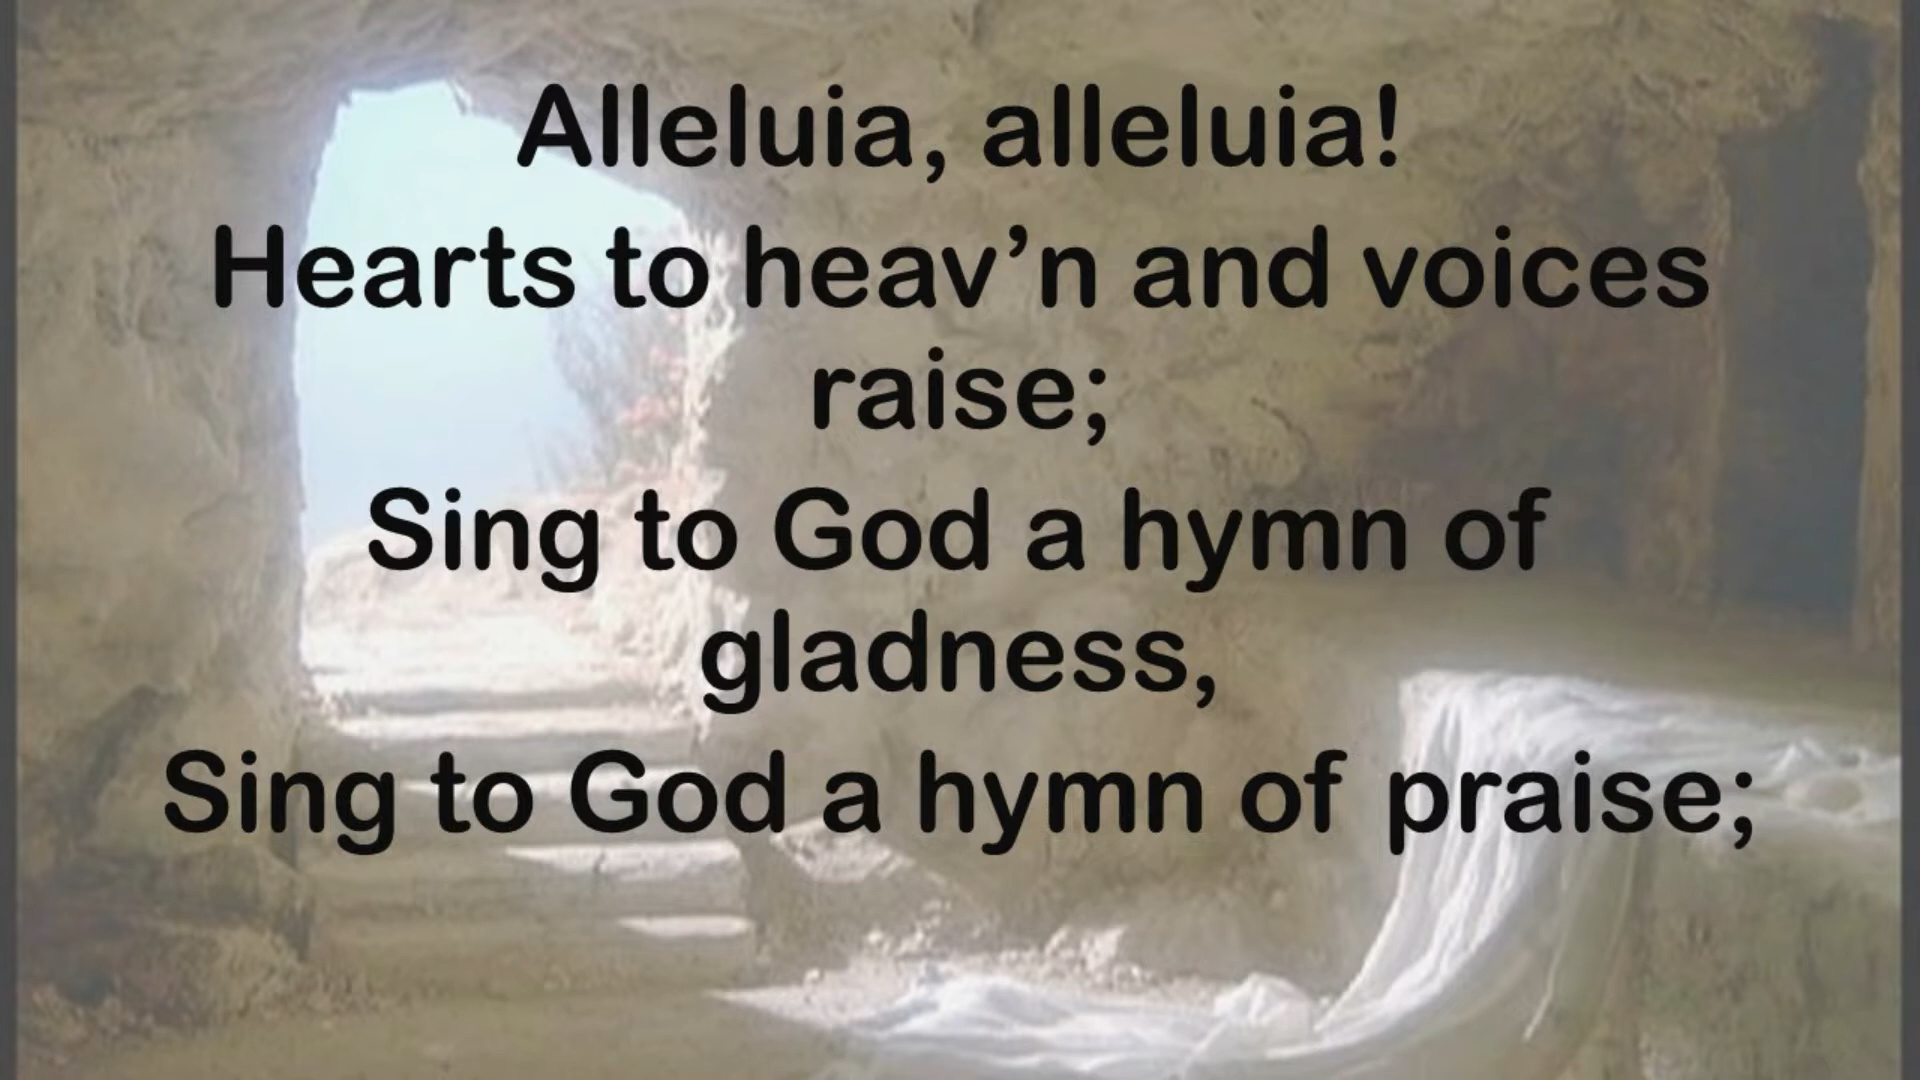 Alleluia, alleluia!
Hearts to heav’n and voices
raise;
Sing to God a hymn of
gladness,
Sing to God a hymn of praise;